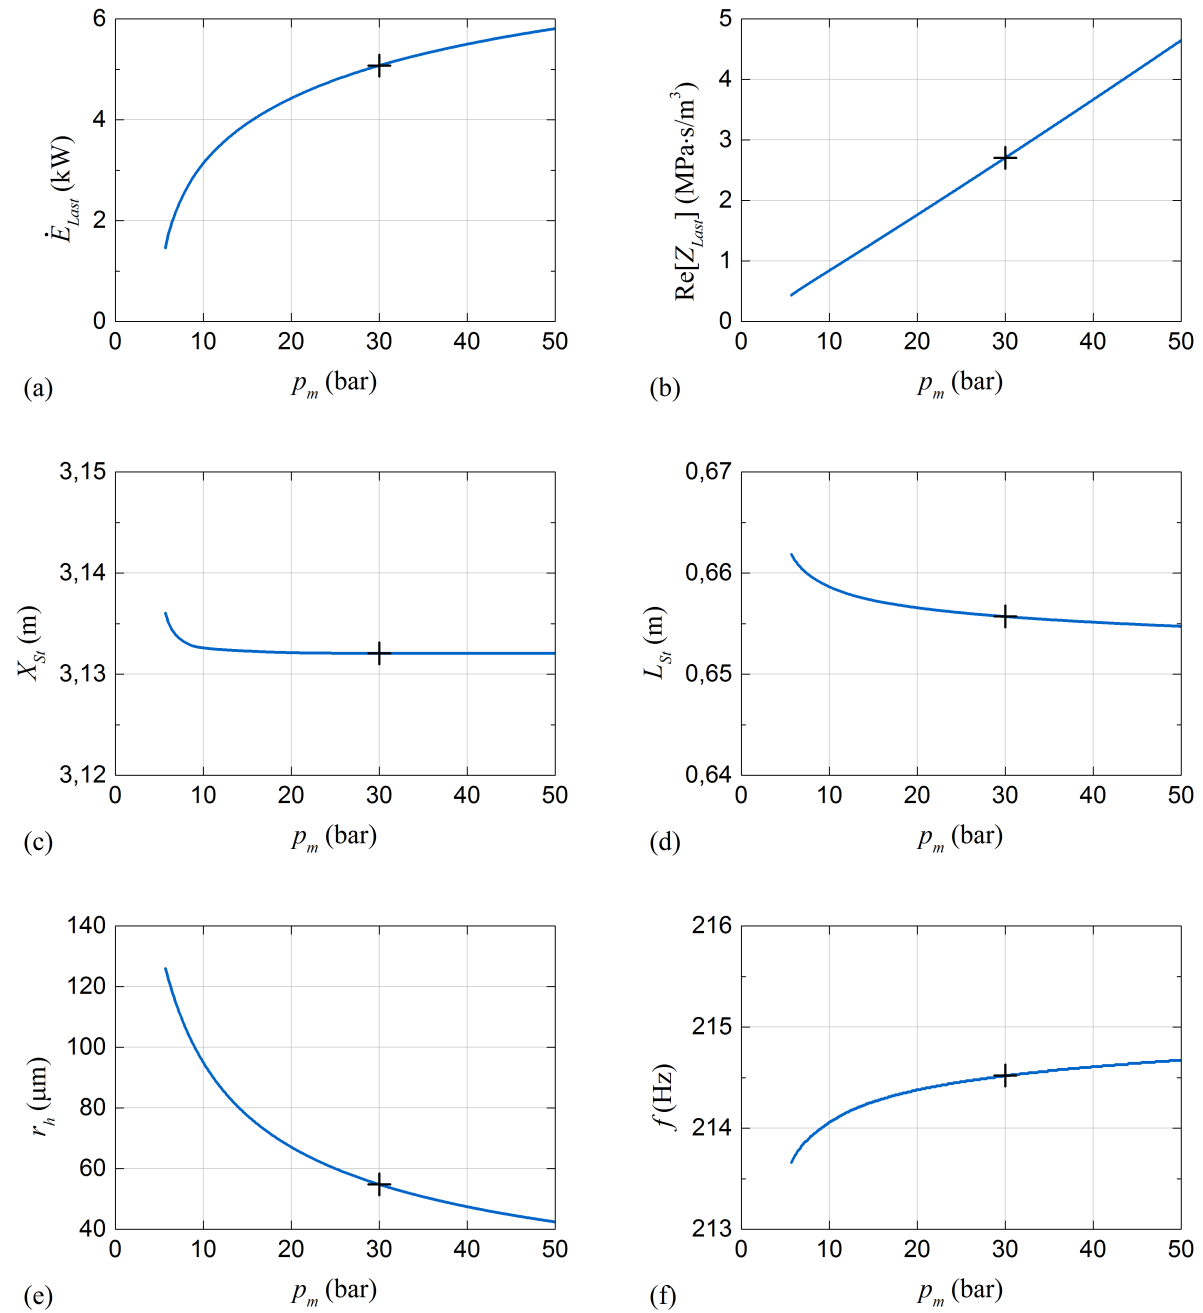 6
4
2
0
0 10 20 30 40 50
Ė_Last (kW)
p_m (bar)
(a)
5
4
3
2
1
0
0 10 20 30 40 50
Re[Z_Last] (MPa·s/m³)
p_m (bar)
(b)
3,15
3,14
3,13
3,12
0 10 20 30 40 50
X_St (m)
p_m (bar)
(c)
0,67
0,66
0,65
0,64
0 10 20 30 40 50
L_St (m)
p_m (bar)
(d)
140
120
100
80
60
40
0 10 20 30 40 50
r_h (μm)
p_m (bar)
(e)
216
215
214
213
0 10 20 30 40 50
f (Hz)
p_m (bar)
(f)